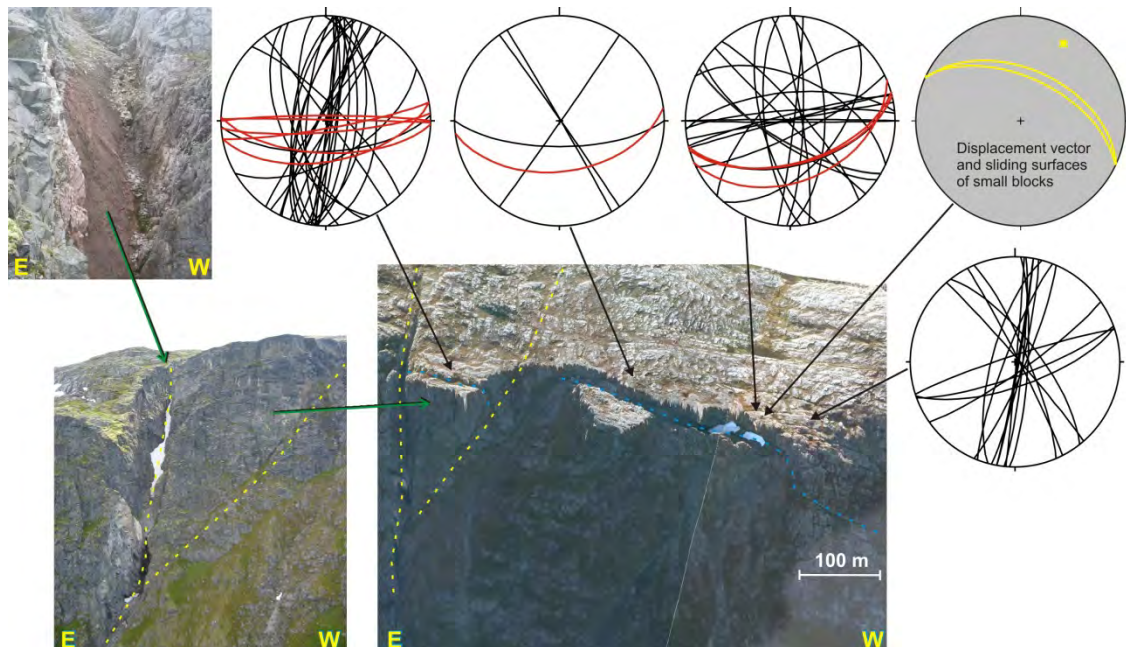 Displacement vector
and sliding surfaces
of small blocks
E
W
E
W
100 m
E
W